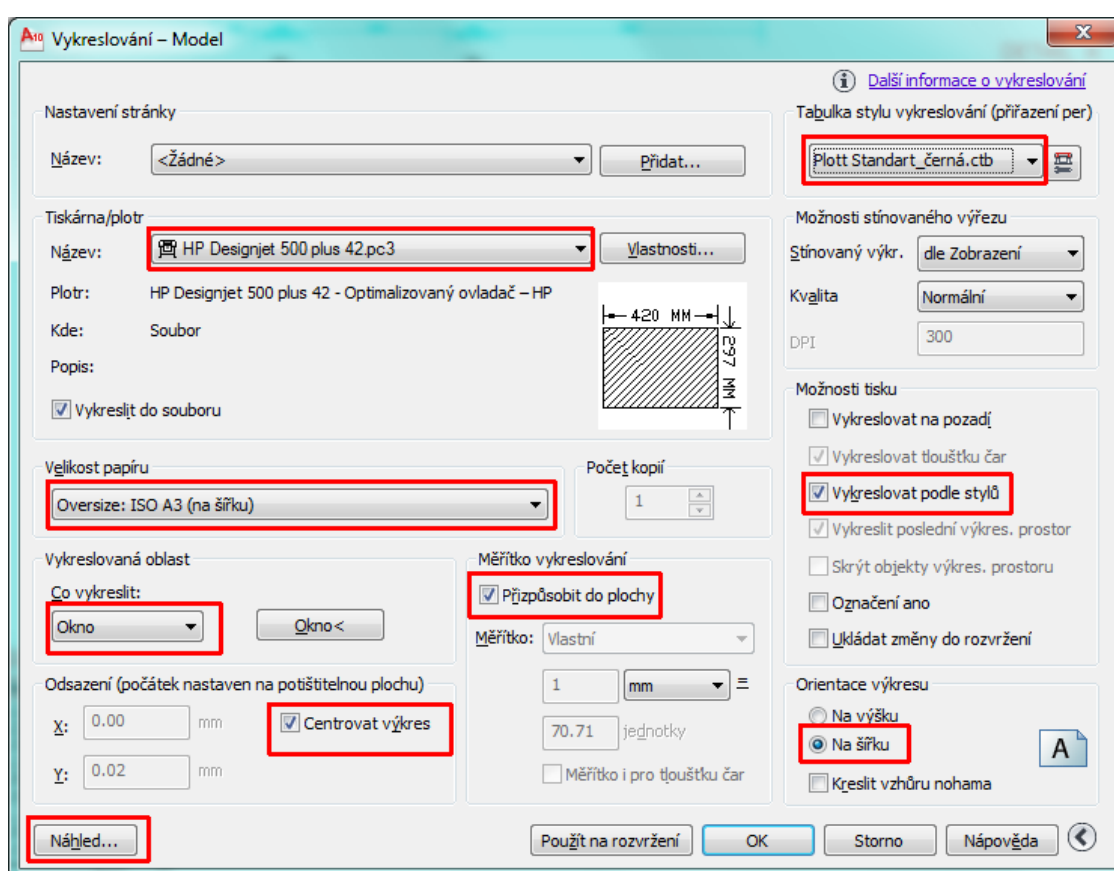 A10 Vykreslování – Model
Další informace o vykreslování
Nastavení stránky
Název: <Žádné> Přidat...
Tabulka stylu vykreslování (přiřazení per)
Plott Standart_černá.ctb
Tiskárna/plotr
Název: HP Designjet 500 plus 42.pc3 Vlastnosti...
Plotr: HP Designjet 500 plus 42 - Optimalizovaný ovladač – HP
Kde: Soubor
Popis:
Vykreslit do souboru
420 MM
297 MM
Možnosti stínovaného výřezu
Stínovaný výkr. dle Zobrazení
Kvalita Normální
DPI 300
Velikost papíru
Oversize: ISO A3 (na šířku)
Počet kopií
1
Možnosti tisku
Vykreslovat na pozadí
Vykreslovat tloušťku čar
Vykreslovat podle stylů
Vykreslit poslední výkres. prostor
Skrýt objekty výkres. prostoru
Označení ano
Ukládat změny do rozvržení
Vykreslovaná oblast
Co vykreslit:
Okno Okno<
Měřítko vykreslování
Přizpůsobit do plochy
Měřítko: Vlastní
1 mm =
70.71 jednotky
Měřítko i pro tloušťku čar
Odsazení (počátek nastaven na potištitelnou plochu)
X: 0.00 mm Centrovat výkres
Y: 0.02 mm
Orientace výkresu
Na výšku
Na šířku
Kreslit vzhůru nohama
A
Náhled... Použít na rozvržení OK Storno Nápověda